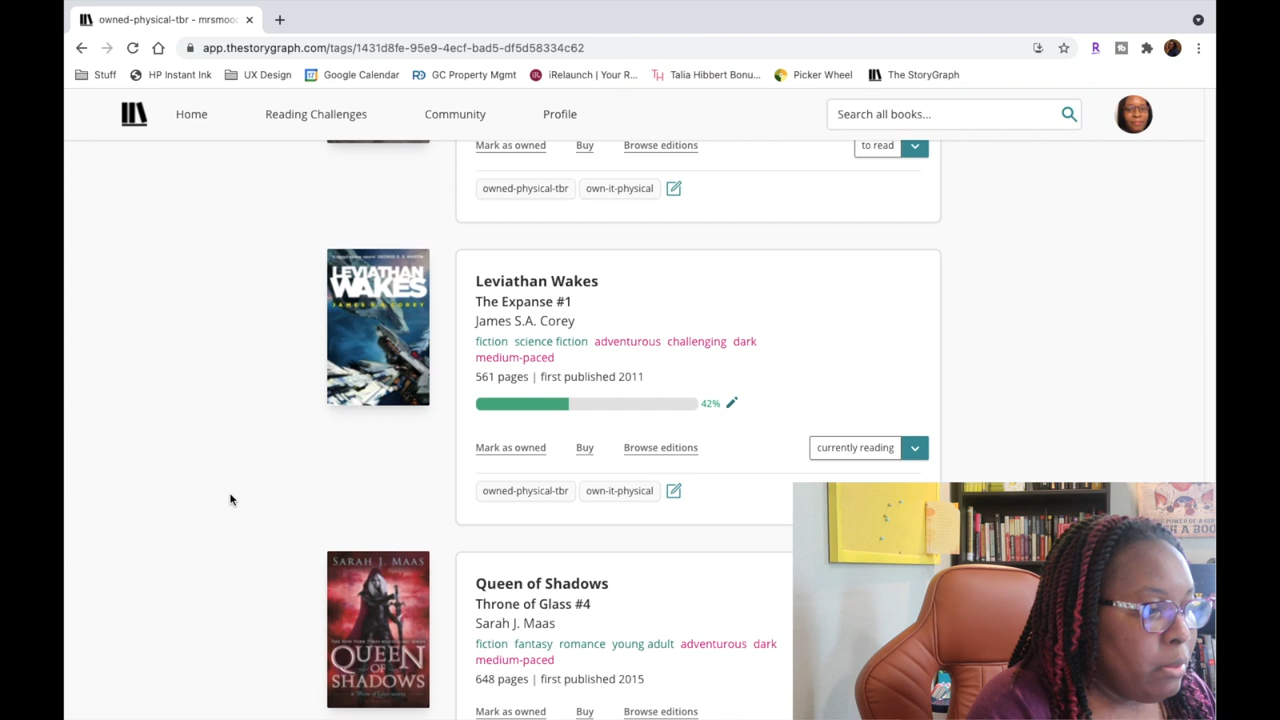 owned-physical-tbr - mrsmoo
app.thestorygraph.com/tags/1431d8fe-95e9-4ecf-bad5-df5d58334c62
Stuff HP Instant Ink UX Design Google Calendar GC Property Mgmt iRelaunch | Your R... Talia Hibbert Bonu... Picker Wheel The StoryGraph
Home Reading Challenges Community Profile Search all books...
Mark as owned Buy Browse editions to read
owned-physical-tbr own-it-physical
LEVIATHAN
WAKES
JAMES S.A. COREY
Leviathan Wakes
The Expanse #1
James S.A. Corey
fiction science fiction adventurous challenging dark
medium-paced
561 pages | first published 2011
42%
Mark as owned Buy Browse editions currently reading
owned-physical-tbr own-it-physical
SARAH J. MAAS
QUEEN
OF
SHADOWS
Queen of Shadows
Throne of Glass #4
Sarah J. Maas
fiction fantasy romance young adult adventurous dark
medium-paced
648 pages | first published 2015
Mark as owned Buy Browse editions